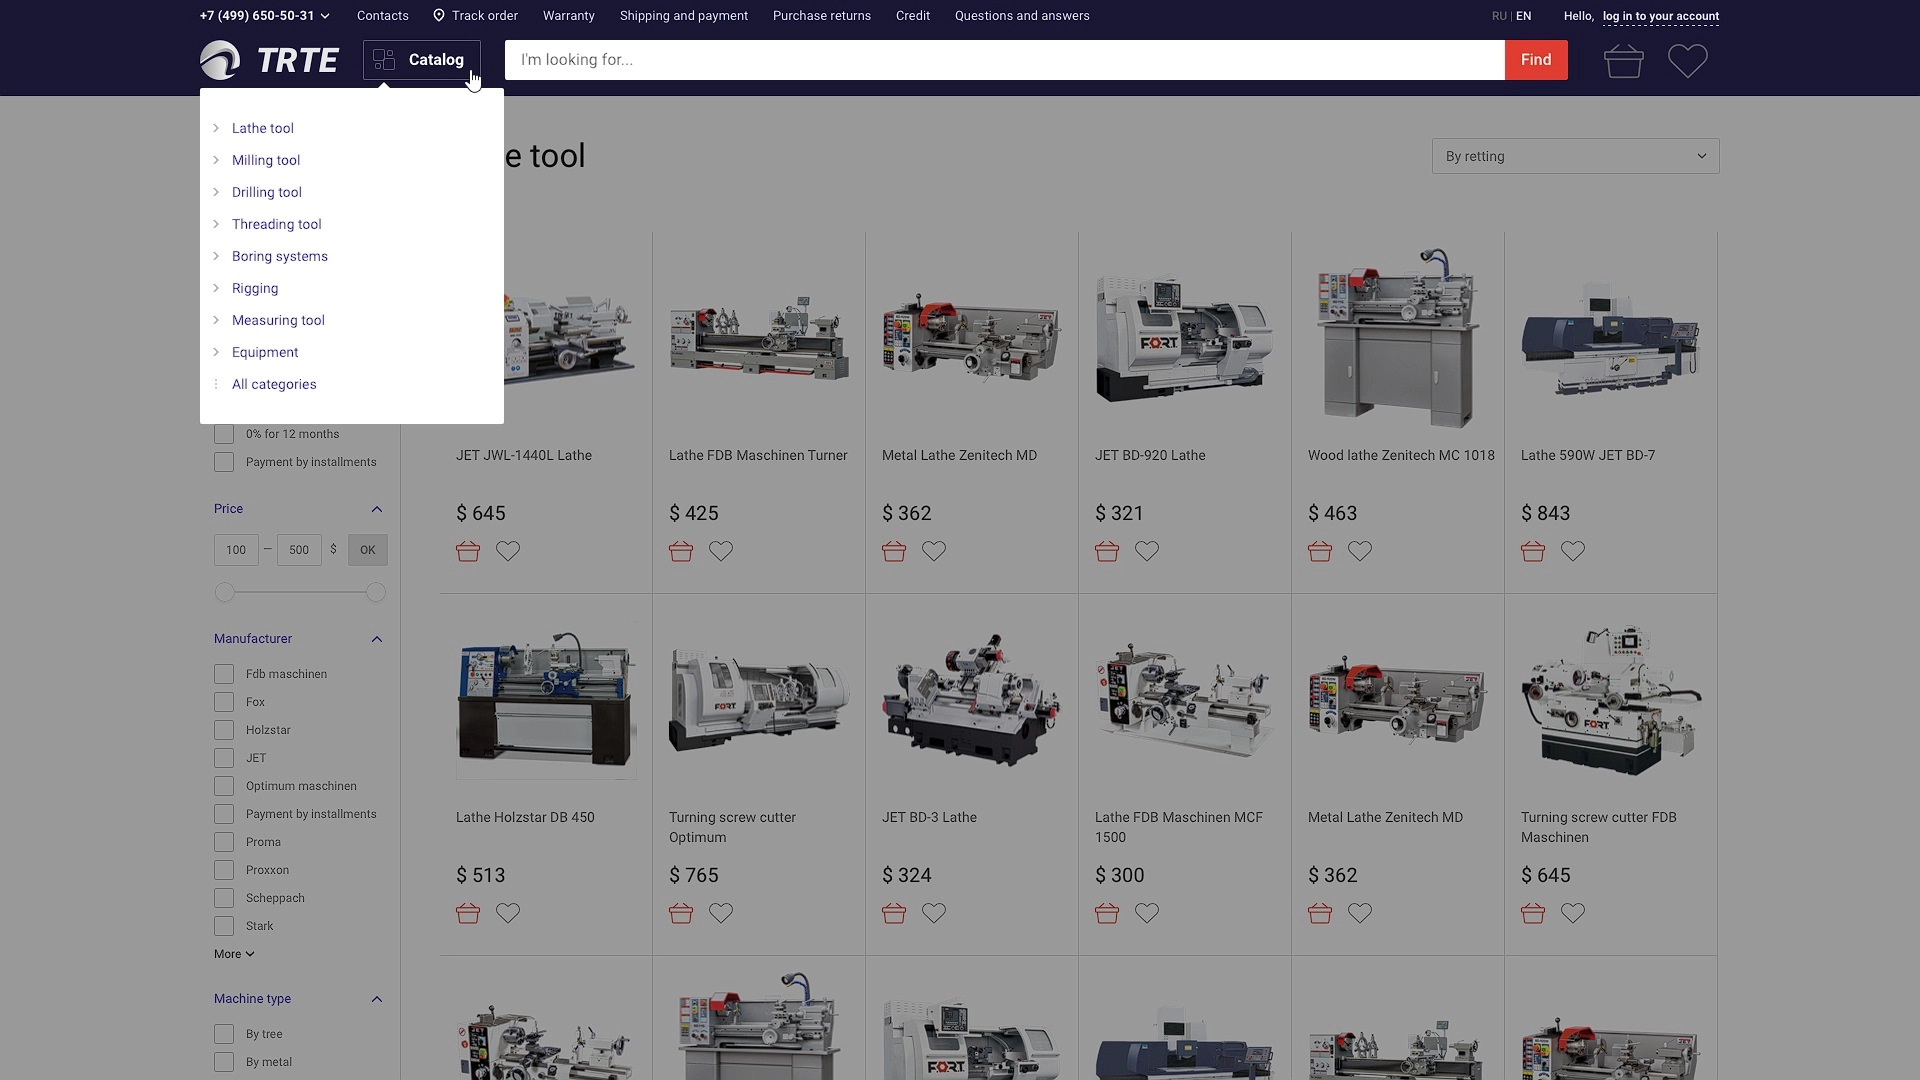 +7 (499) 650-50-31 Contacts Track order Warranty Shipping and payment Purchase returns Credit Questions and answers RU | EN Hello, log in to your account
TRTE Catalog I'm looking for... Find
Lathe tool
Milling tool
Drilling tool
Threading tool
Boring systems
Rigging
Measuring tool
Equipment
All categories
e tool
By retting
0% for 12 months
Payment by installments
Price
100 – 500 $ OK
Manufacturer
Fdb maschinen
Fox
Holzstar
JET
Optimum maschinen
Payment by installments
Proma
Proxxon
Scheppach
Stark
More
Machine type
By tree
By metal
JET
FORT
JET JWL-1440L Lathe
$ 645
Lathe FDB Maschinen Turner
$ 425
Metal Lathe Zenitech MD
$ 362
JET BD-920 Lathe
$ 321
Wood lathe Zenitech MC 1018
$ 463
Lathe 590W JET BD-7
$ 843
FORT
JET
FORT
Lathe Holzstar DB 450
$ 513
Turning screw cutter
Optimum
$ 765
JET BD-3 Lathe
$ 324
Lathe FDB Maschinen MCF
1500
$ 300
Metal Lathe Zenitech MD
$ 362
Turning screw cutter FDB
Maschinen
$ 645
FORT
JET